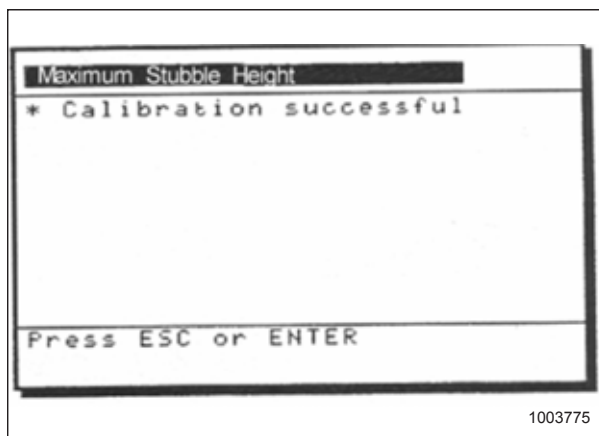 Maximum Stubble Height
* Calibration successful
Press ESC or ENTER
1003775